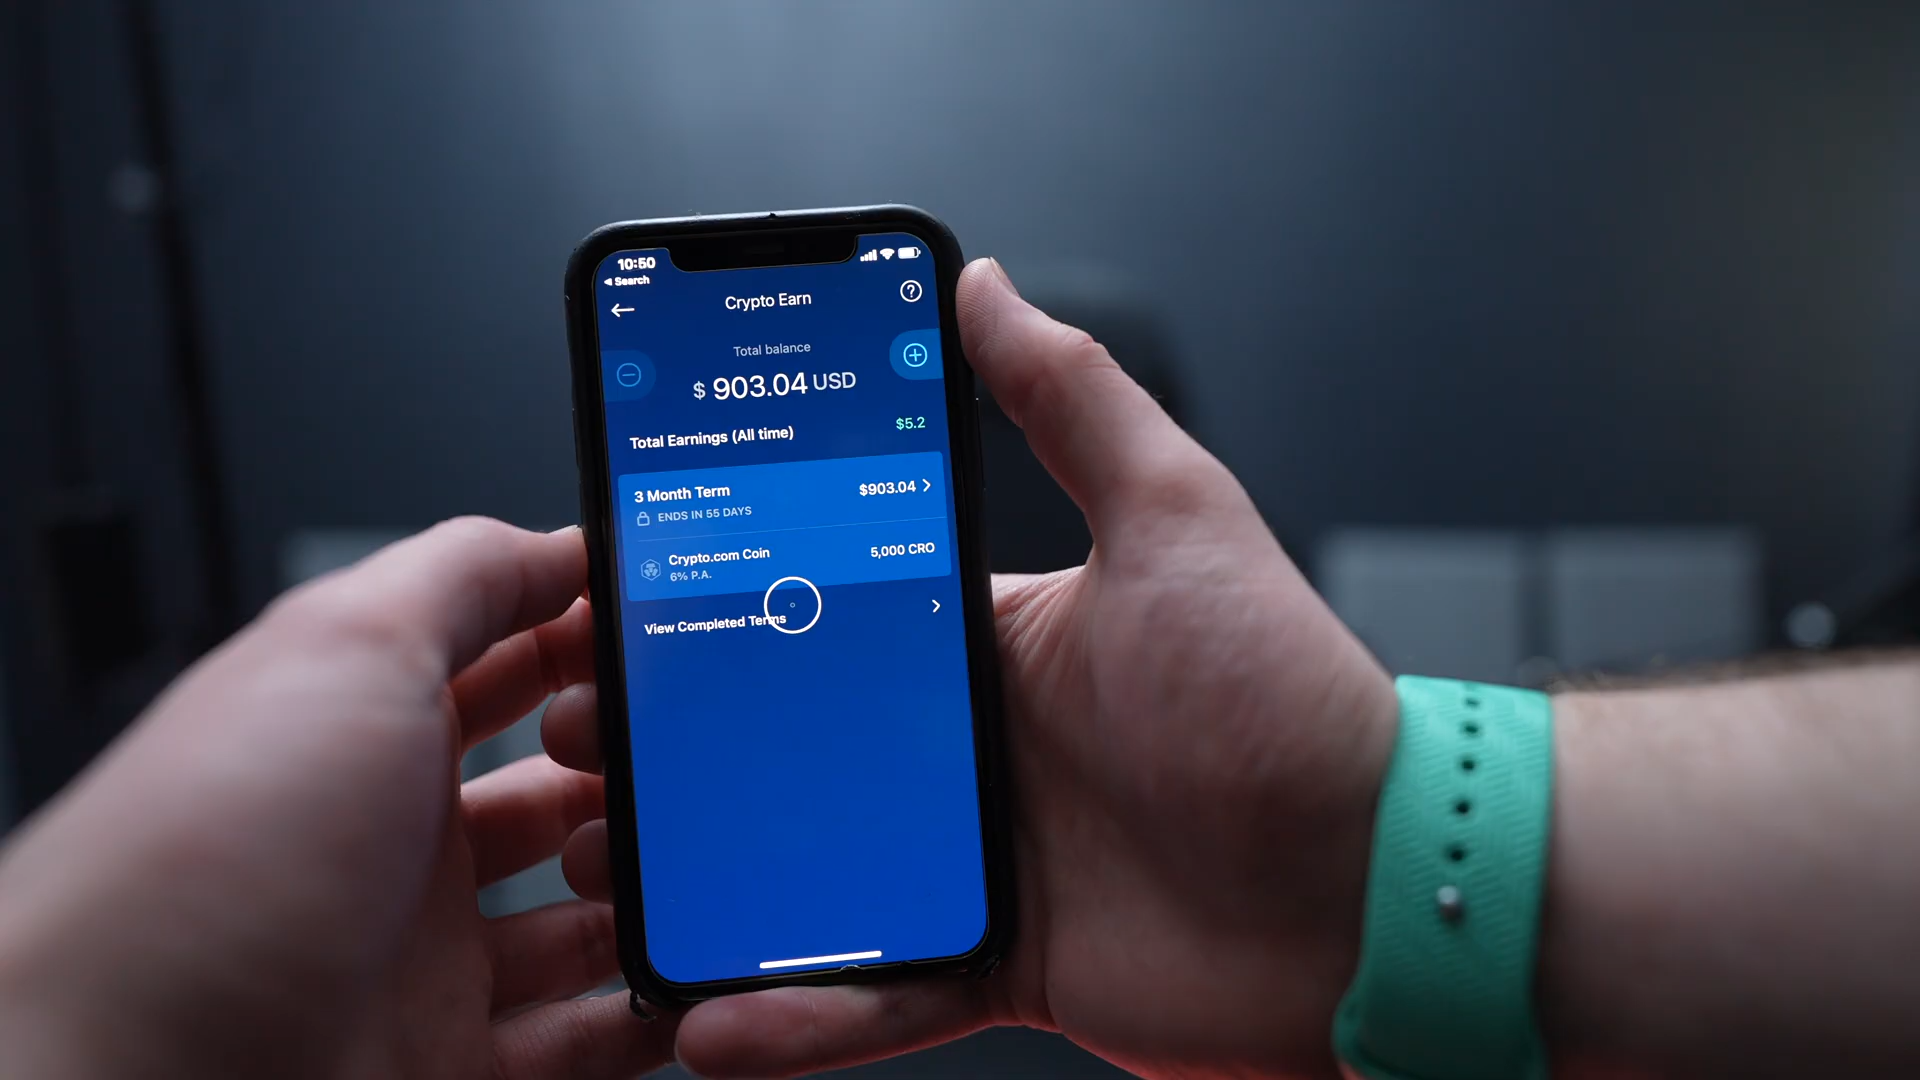 10:50
Search
Crypto Earn
Total balance
$ 903.04 USD
Total Earnings (All time) $5.2
3 Month Term $903.04
ENDS IN 55 DAYS
Crypto.com Coin 5,000 CRO
6% P.A.
View Completed Terms